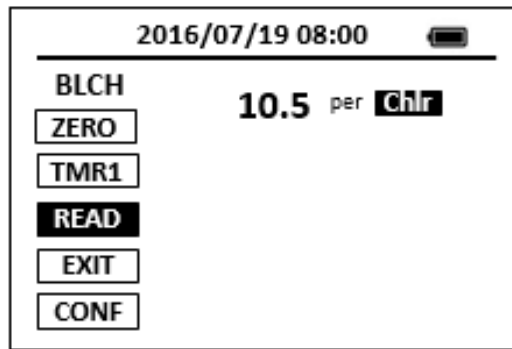 2016/07/19 08:00
BLCH
10.5 per Chlr
ZERO
TMR1
READ
EXIT
CONF